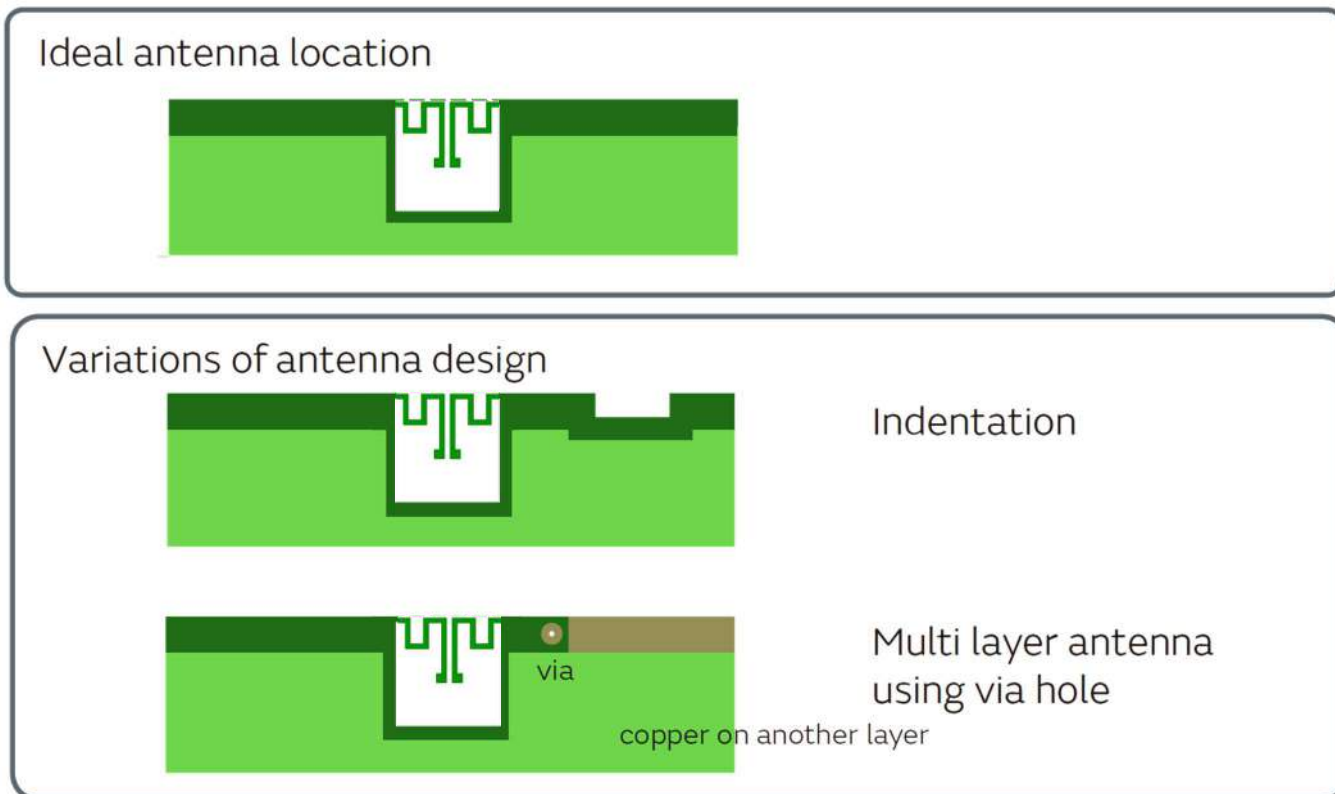 Ideal antenna location
Variations of antenna design
Indentation
via
Multi layer antenna
using via hole
copper on another layer